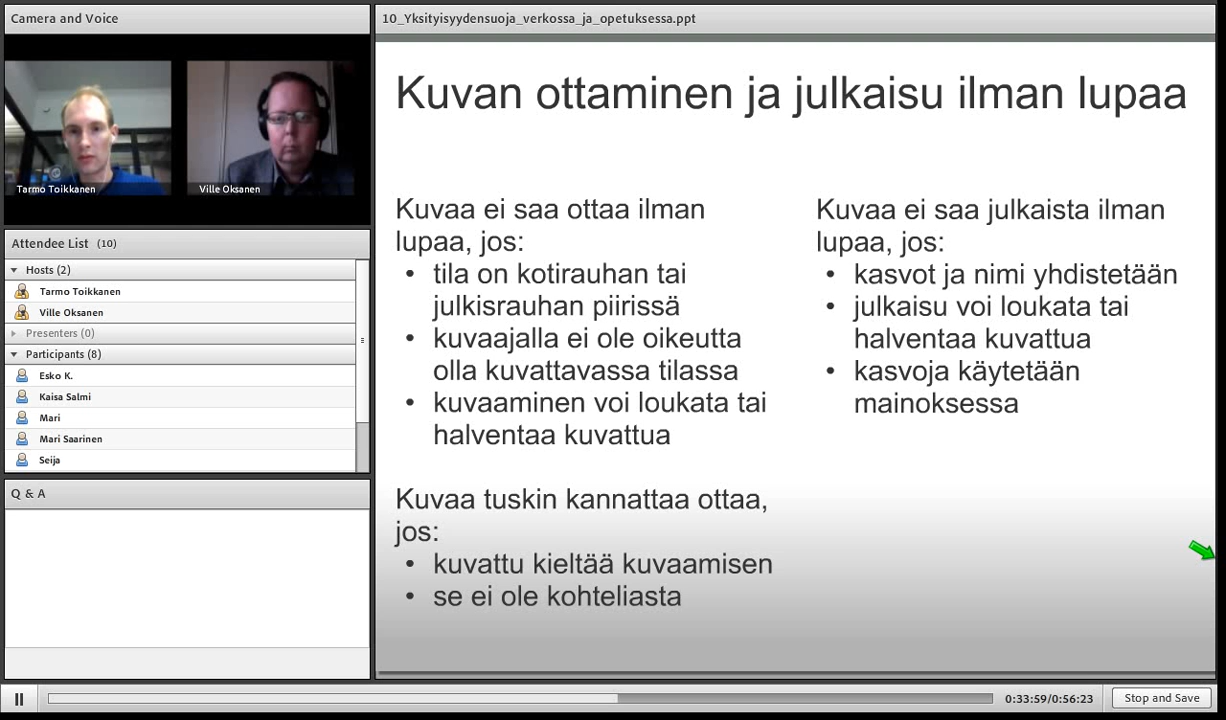 Camera and Voice
Tarmo Toikkanen
Ville Oksanen
Attendee List (10)
Hosts (2)
Tarmo Toikkanen
Ville Oksanen
Presenters (0)
Participants (8)
Esko K.
Kaisa Salmi
Mari
Mari Saarinen
Seija
Q & A
10_Yksityisyydensuoja_verkossa_ja_opetuksessa.ppt
Kuvan ottaminen ja julkaisu ilman lupaa
Kuvaa ei saa ottaa ilman
lupaa, jos:
• tila on kotirauhan tai
julkisrauhan piirissä
• kuvaajalla ei ole oikeutta
olla kuvattavassa tilassa
• kuvaaminen voi loukata tai
halventaa kuvattua
Kuvaa tuskin kannattaa ottaa,
jos:
• kuvattu kieltää kuvaamisen
• se ei ole kohteliasta
Kuvaa ei saa julkaista ilman
lupaa, jos:
• kasvot ja nimi yhdistetään
• julkaisu voi loukata tai
halventaa kuvattua
• kasvoja käytetään
mainoksessa
0:33:59/0:56:23
Stop and Save